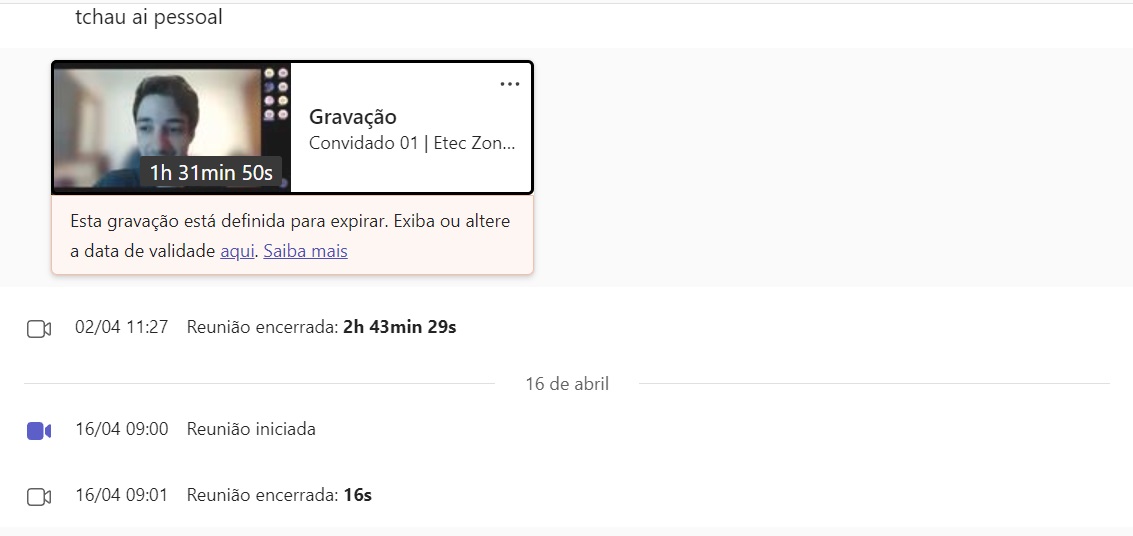 tchau ai pessoal
Gravação
Convidado 01 | Etec Zon...
1h 31min 50s
Esta gravação está definida para expirar. Exiba ou altere
a data de validade aqui. Saiba mais
02/04 11:27 Reunião encerrada: 2h 43min 29s
16 de abril
16/04 09:00 Reunião iniciada
16/04 09:01 Reunião encerrada: 16s